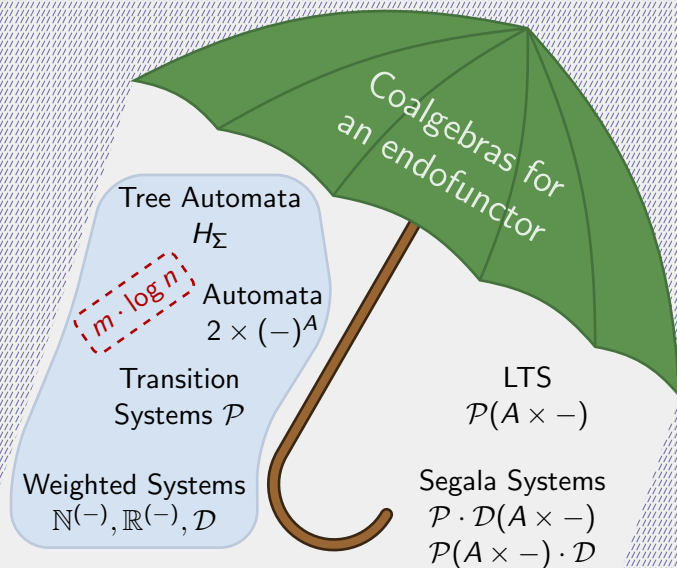 Coalgebras for
an endofunctor
Tree Automata
H_Σ
m · log n
Automata
2 × (−)^A
Transition
Systems 𝒫
Weighted Systems
ℕ^(−), ℝ^(−), 𝒟
LTS
𝒫(A × −)
Segala Systems
𝒫 · 𝒟(A × −)
𝒫(A × −) · 𝒟